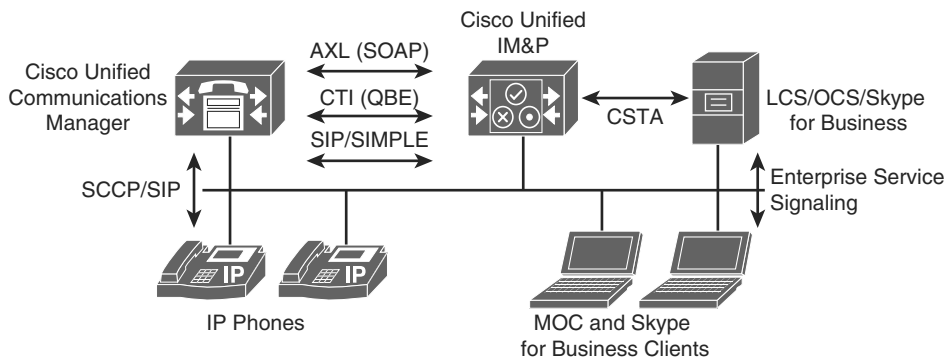 Cisco Unified
IM&P
AXL (SOAP)
Cisco Unified
Communications
Manager
CTI (QBE)
CSTA
LCS/OCS/Skype
for Business
SIP/SIMPLE
SCCP/SIP
Enterprise Service
Signaling
IP
IP
IP Phones
MOC and Skype
for Business Clients